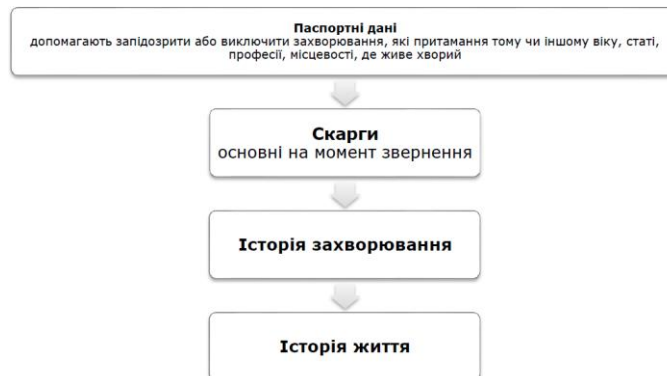 Паспортні дані
допомагають запідозрити або виключити захворювання, які притамання тому чи іншому віку, статі,
професії, місцевості, де живе хворий
Скарги
основні на момент звернення
Історія захворювання
Історія життя